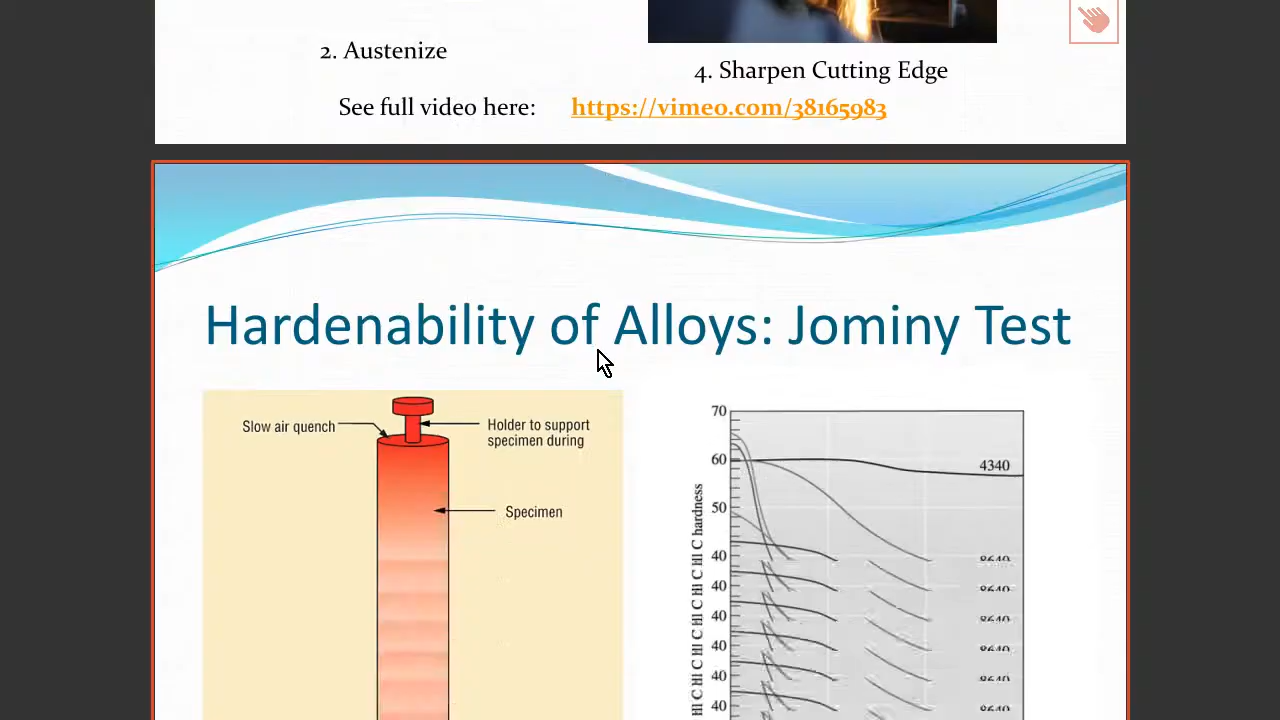 2. Austenize
4. Sharpen Cutting Edge
See full video here: https://vimeo.com/38165983
Hardenability of Alloys: Jominy Test
Slow air quench
Holder to support
specimen during
Specimen
70
60
50
40
40
40
40
40
40
C hardness
4340